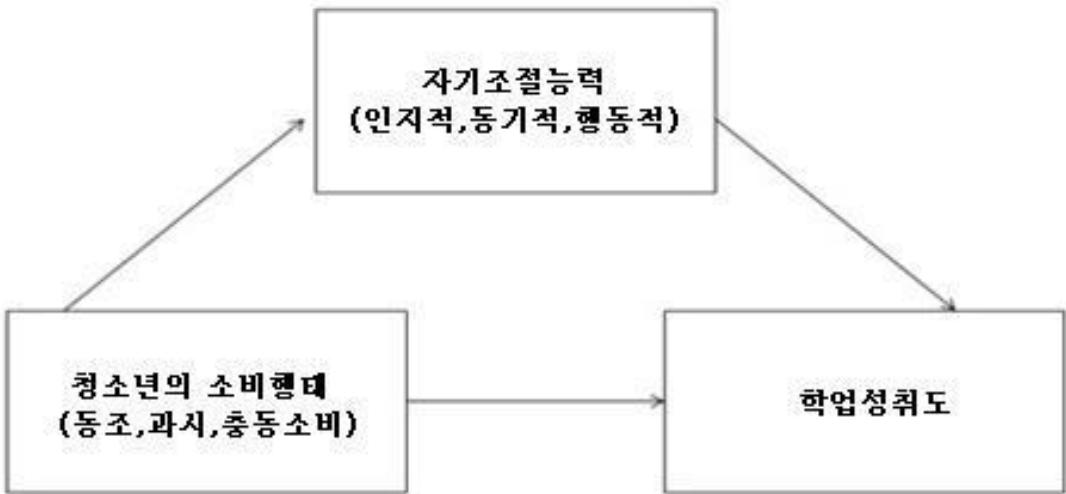 자기조절능력
(인지적,동기적,행동적)
청소년의 소비행태
(동조,과시,충동소비)
학업성취도